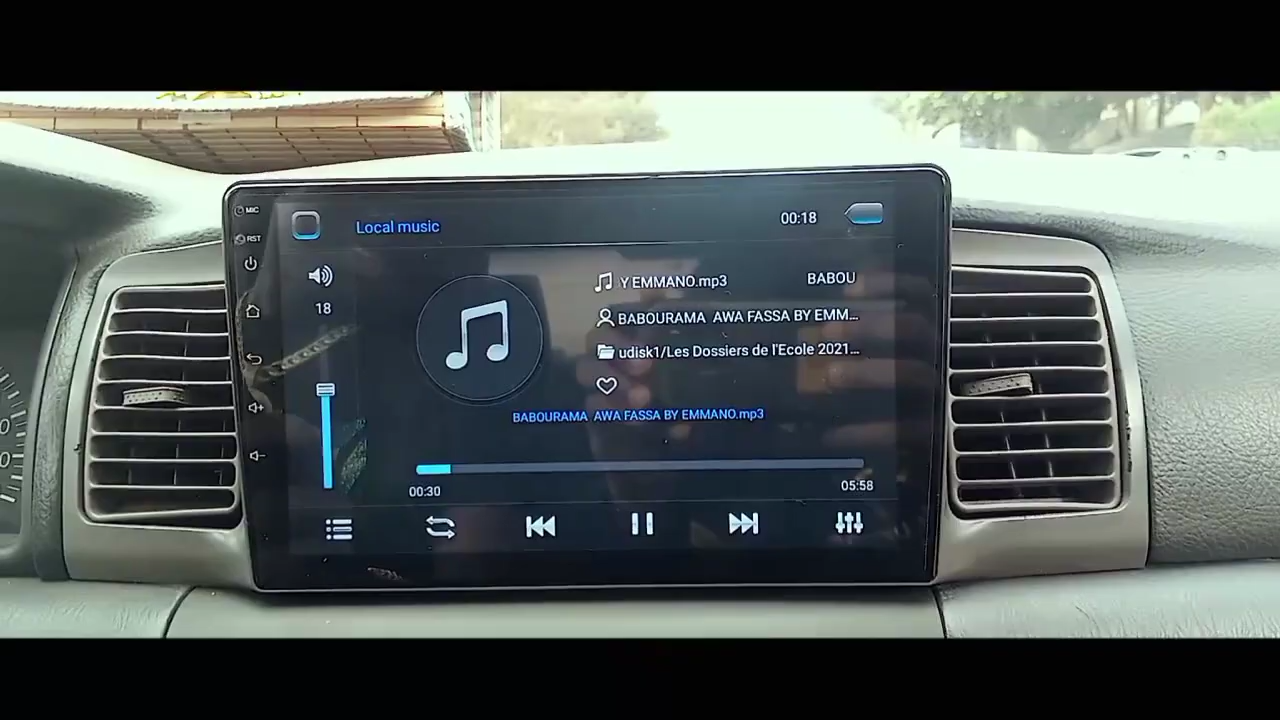 MIC
RST
Local music
00:18
18
Y EMMANO.mp3 BABOU
BABOURAMA AWA FASSA BY EMM...
udisk1/Les Dossiers de l'Ecole 2021...
BABOURAMA AWA FASSA BY EMMANO.mp3
00:30
05:58